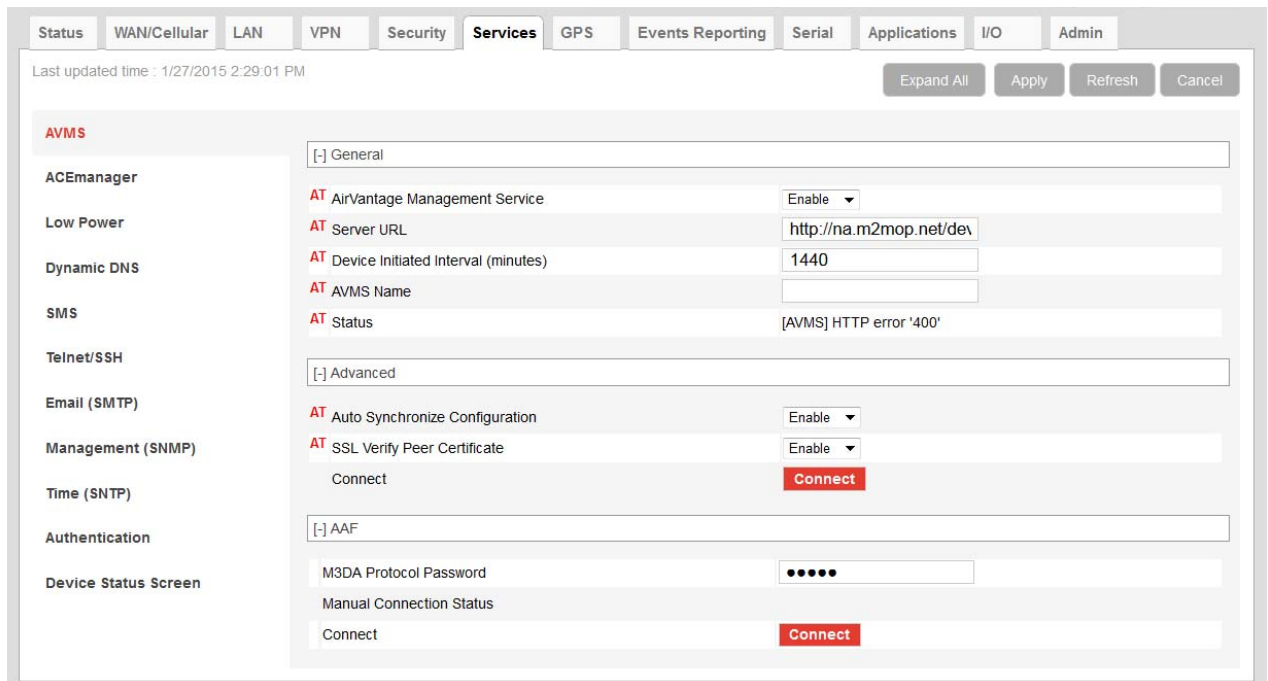 Status WAN/Cellular LAN VPN Security Services GPS Events Reporting Serial Applications I/O Admin
Last updated time : 1/27/2015 2:29:01 PM
Expand All Apply Refresh Cancel
AVMS
ACEmanager
Low Power
Dynamic DNS
SMS
Telnet/SSH
Email (SMTP)
Management (SNMP)
Time (SNTP)
Authentication
Device Status Screen
[-] General
AT AirVantage Management Service Enable
AT Server URL http://na.m2mop.net/dev
AT Device Initiated Interval (minutes) 1440
AT AVMS Name
AT Status [AVMS] HTTP error '400'
[-] Advanced
AT Auto Synchronize Configuration Enable
AT SSL Verify Peer Certificate Enable
Connect Connect
[-] AAF
M3DA Protocol Password •••••
Manual Connection Status
Connect Connect